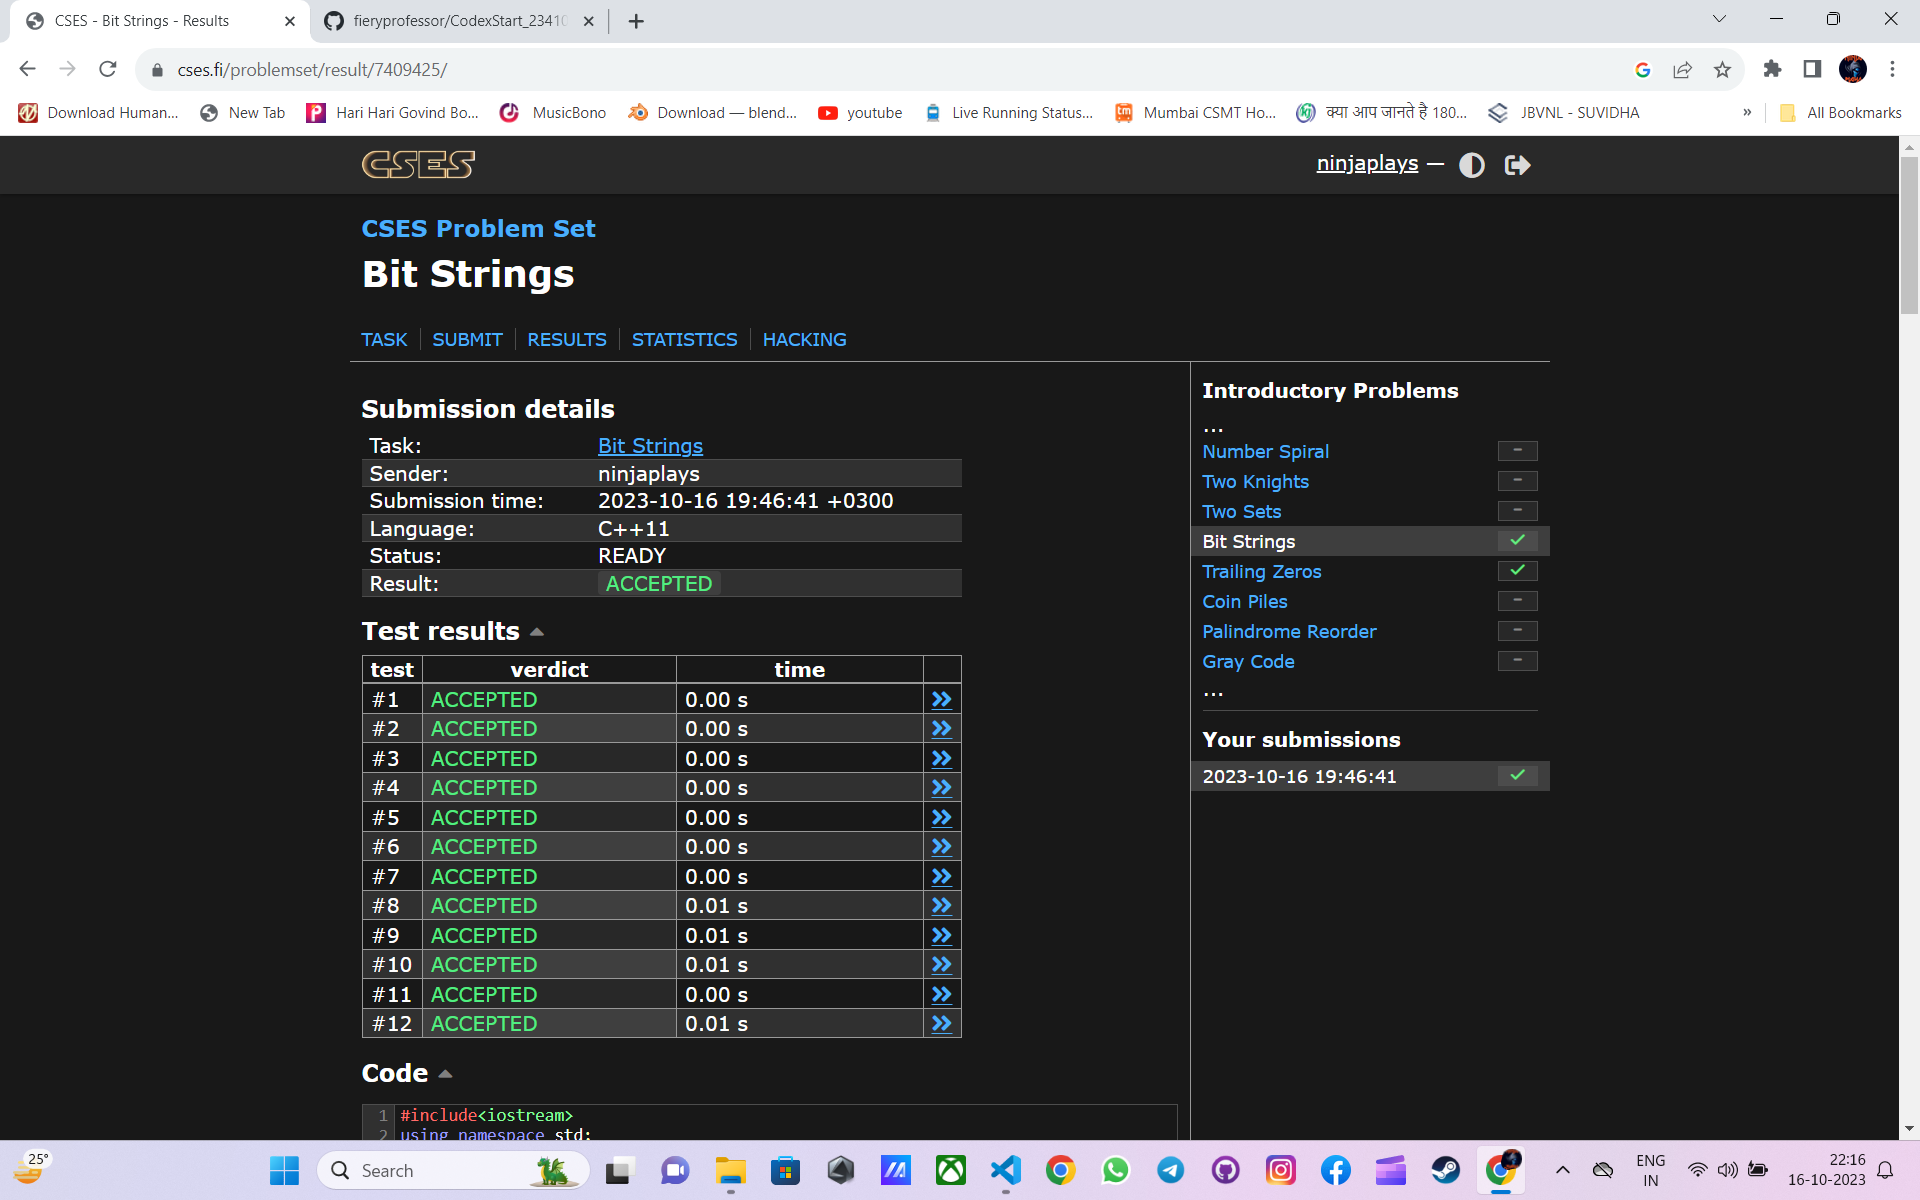 CSES - Bit Strings - Results
fieryprofessor/CodexStart_23410
cses.fi/problemset/result/7409425/
Download Human... New Tab Hari Hari Govind Bo... MusicBono Download — blend... youtube Live Running Status... Mumbai CSMT Ho... क्या आप जानते है 180... JBVNL - SUVIDHA » All Bookmarks
CSES
ninjaplays —
CSES Problem Set
Bit Strings
TASK SUBMIT RESULTS STATISTICS HACKING
Submission details
Task: Bit Strings
Sender: ninjaplays
Submission time: 2023-10-16 19:46:41 +0300
Language: C++11
Status: READY
Result: ACCEPTED
Test results
test verdict time
#1 ACCEPTED 0.00 s
#2 ACCEPTED 0.00 s
#3 ACCEPTED 0.00 s
#4 ACCEPTED 0.00 s
#5 ACCEPTED 0.00 s
#6 ACCEPTED 0.00 s
#7 ACCEPTED 0.00 s
#8 ACCEPTED 0.01 s
#9 ACCEPTED 0.01 s
#10 ACCEPTED 0.01 s
#11 ACCEPTED 0.00 s
#12 ACCEPTED 0.01 s
Code
1 #include<iostream>
2 using namespace std;
Introductory Problems
...
Number Spiral –
Two Knights –
Two Sets –
Bit Strings
Trailing Zeros
Coin Piles –
Palindrome Reorder –
Gray Code –
...
Your submissions
2023-10-16 19:46:41
25°
Search
ENG
IN
22:16
16-10-2023